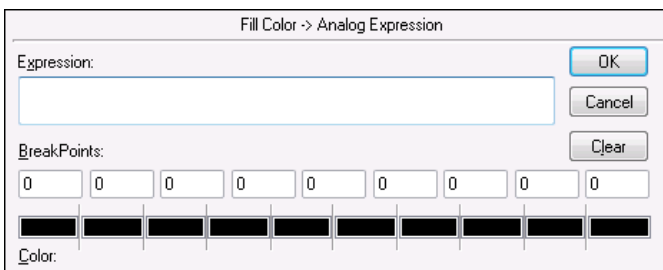 Fill Color -> Analog Expression
Expression:
OK
Cancel
Clear
BreakPoints:
0 0 0 0 0 0 0 0 0
Color: